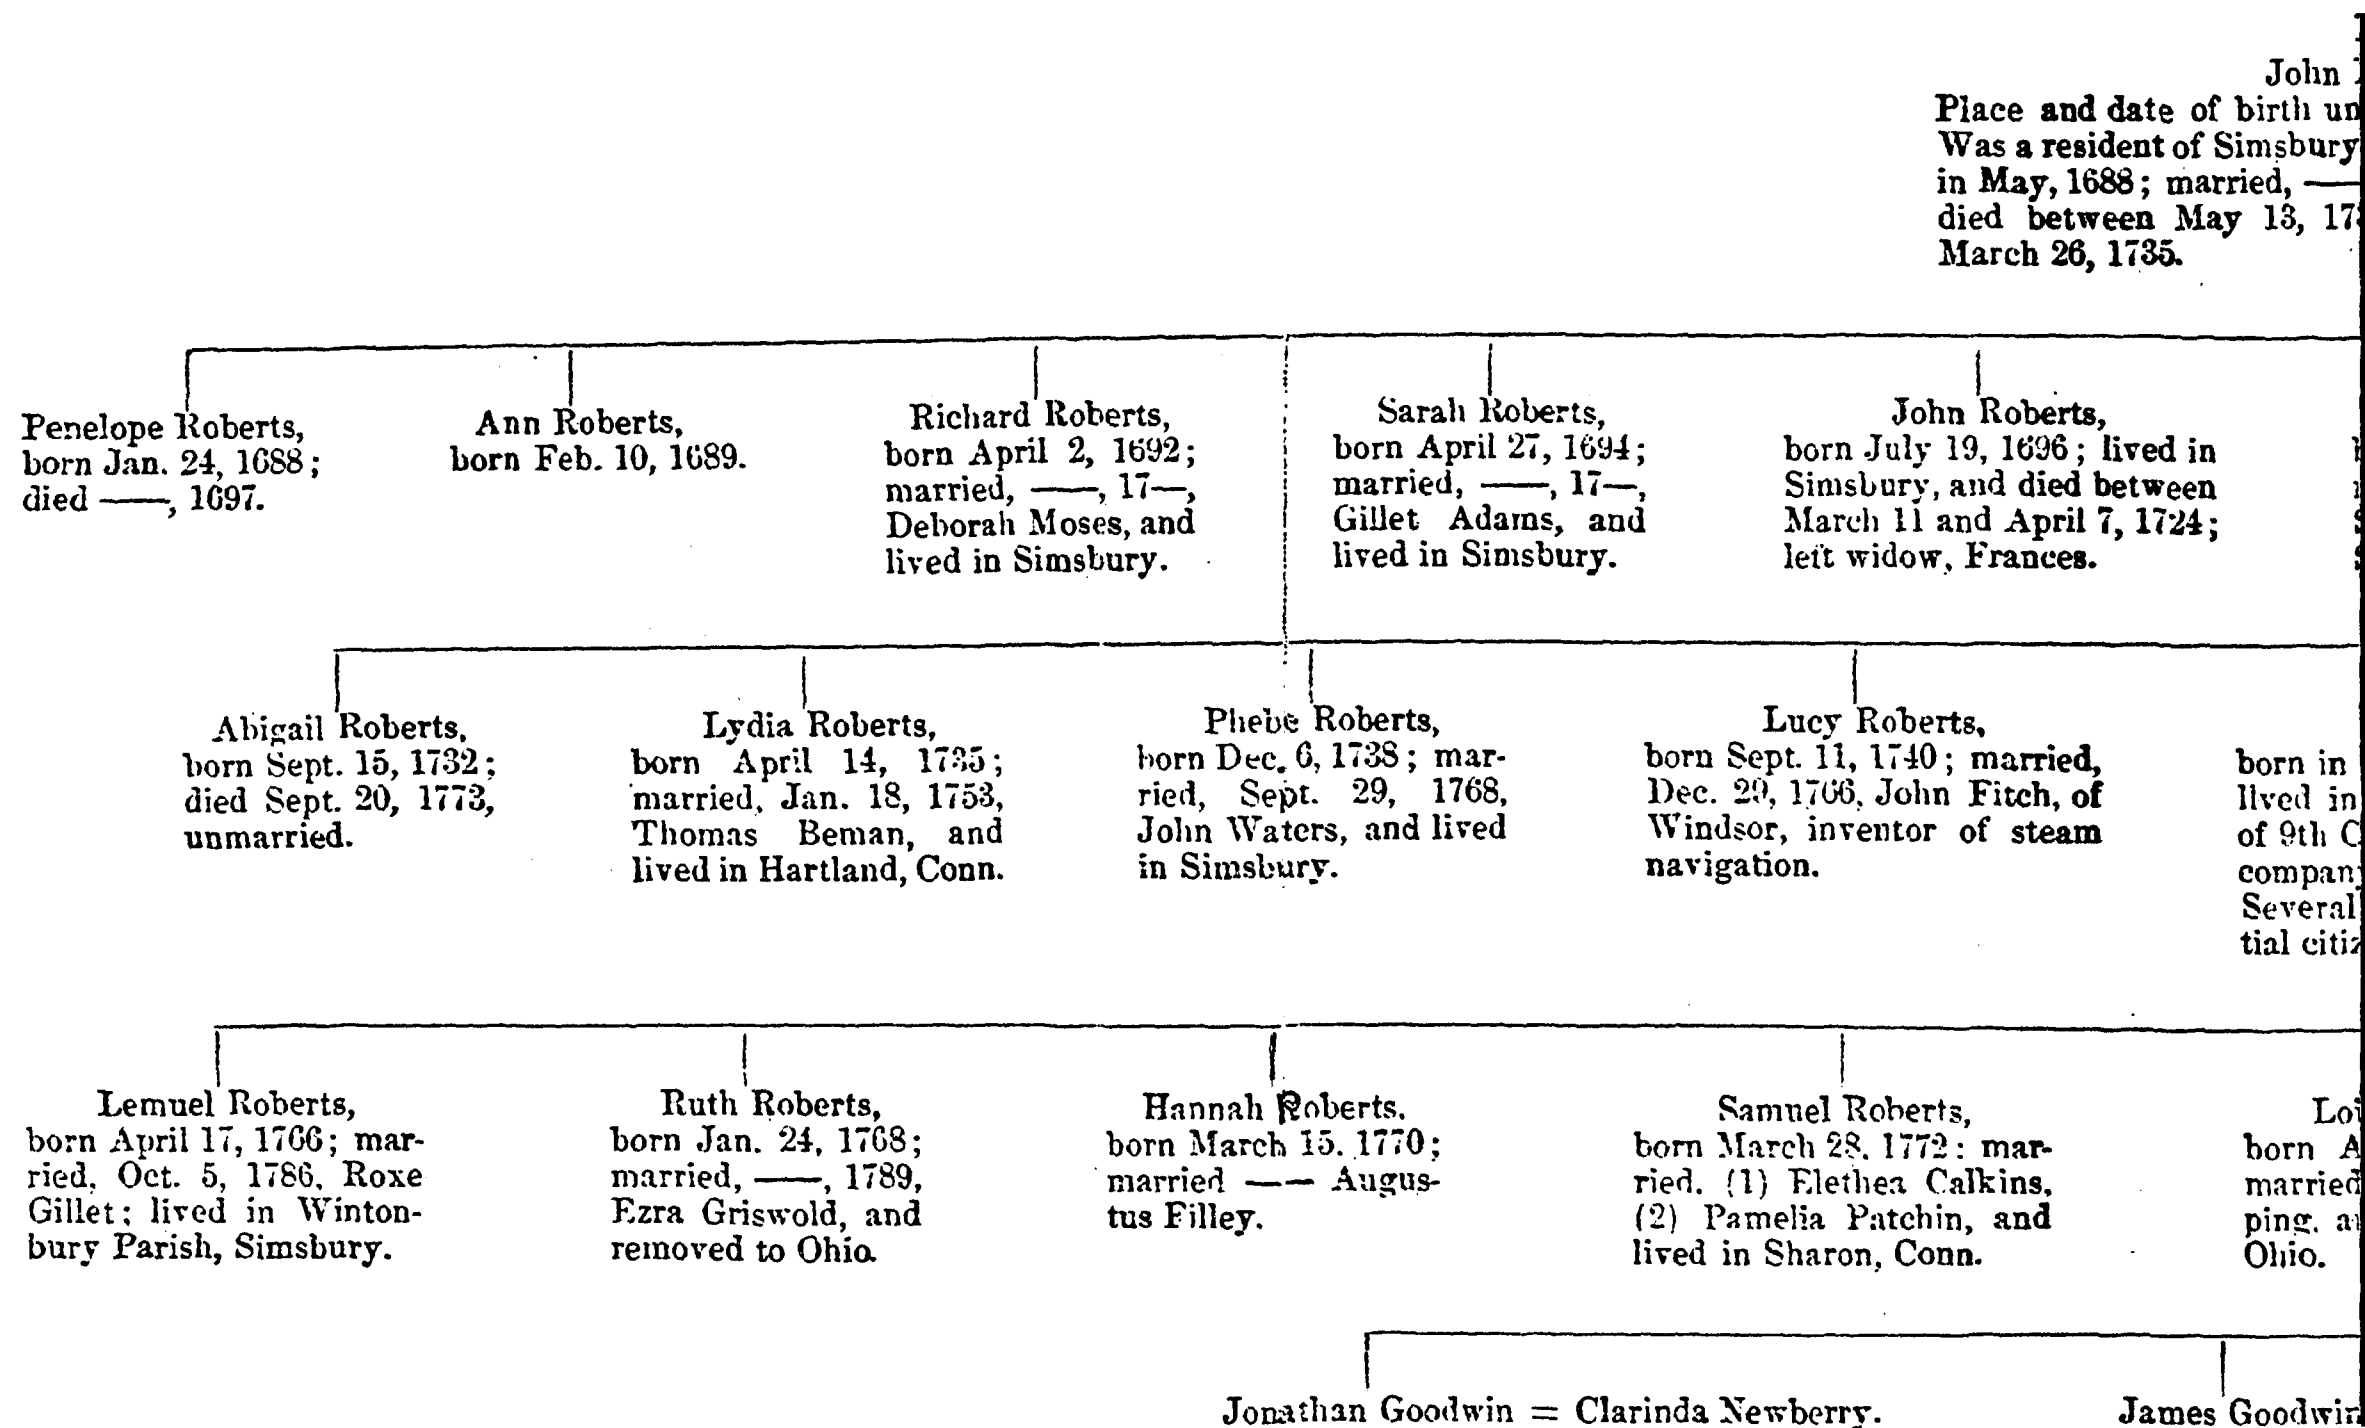 John
Place and date of birth
Was a resident of Simsbury
in May, 1688; married, ——
died between May 13,
March 26, 1735.
Penelope Roberts,
born Jan. 24, 1688;
died ——, 1697.
Ann Roberts,
born Feb. 10, 1689.
Richard Roberts,
born April 2, 1692;
married, ——, 17—,
Deborah Moses, and
lived in Simsbury.
Sarah Roberts,
born April 27, 1694;
married, ——, 17—,
Gillet Adams, and
lived in Simsbury.
John Roberts,
born July 19, 1696; lived in
Simsbury, and died between
March 11 and April 7, 1724;
left widow, Frances.
Abigail Roberts,
born Sept. 15, 1732;
died Sept. 20, 1773,
unmarried.
Lydia Roberts,
born April 14, 1735;
married, Jan. 18, 1753,
Thomas Beman, and
lived in Hartland, Conn.
Phebe Roberts,
born Dec. 6, 1738; mar-
ried, Sept. 29, 1768,
John Waters, and lived
in Simsbury.
Lucy Roberts,
born Sept. 11, 1740; married,
Dec. 29, 1766, John Fitch, of
Windsor, inventor of steam
navigation.
born in
lived in
of 9th
Several
tial
Lemuel Roberts,
born April 17, 1766; mar-
ried, Oct. 5, 1786, Roxe
Gillet; lived in Winton-
bury Parish, Simsbury.
Ruth Roberts,
born Jan. 24, 1768;
married, ——, 1789,
Ezra Griswold, and
removed to Ohio.
Hannah Roberts.
born March 15. 1770;
married —— Augus-
tus Filley.
Samuel Roberts,
born March 28. 1772: mar-
ried. (1) Elethea Calkins,
(2) Pamelia Patchin, and
lived in Sharon, Conn.
born
married
ping.
Ohio.
Jonathan Goodwin = Clarinda Newberry.
James Goodwin